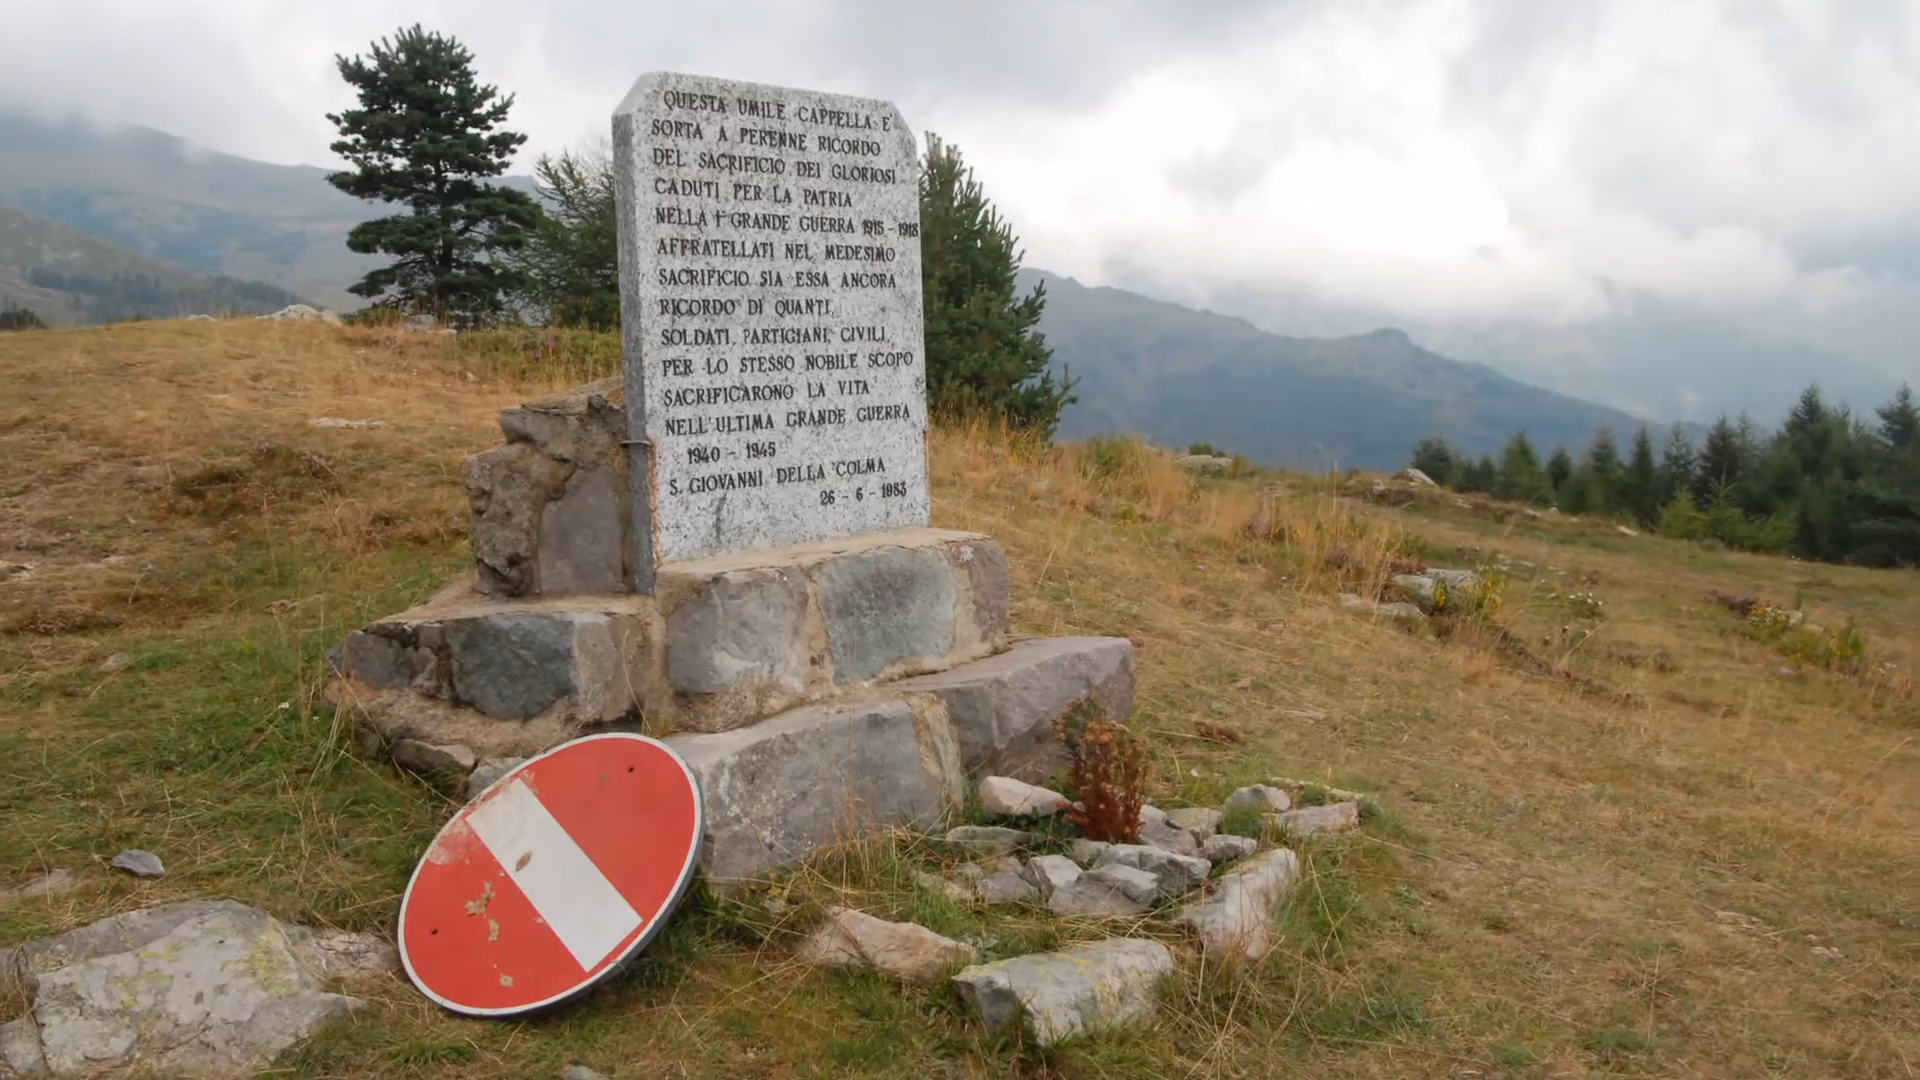 QUESTA UMILE CAPPELLA E'
SORTA A PERENNE RICORDO
DEL SACRIFICIO DEI GLORIOSI
CADUTI PER LA PATRIA
NELLA 1ª GRANDE GUERRA 1915 - 1918
AFFRATELLATI NEL MEDESIMO
SACRIFICIO SIA ESSA ANCORA
RICORDO DI QUANTI,
SOLDATI, PARTIGIANI, CIVILI,
PER LO STESSO NOBILE SCOPO
SACRIFICARONO LA VITA
NELL'ULTIMA GRANDE GUERRA
1940 - 1945
S. GIOVANNI DELLA COLMA
26 - 6 - 1983